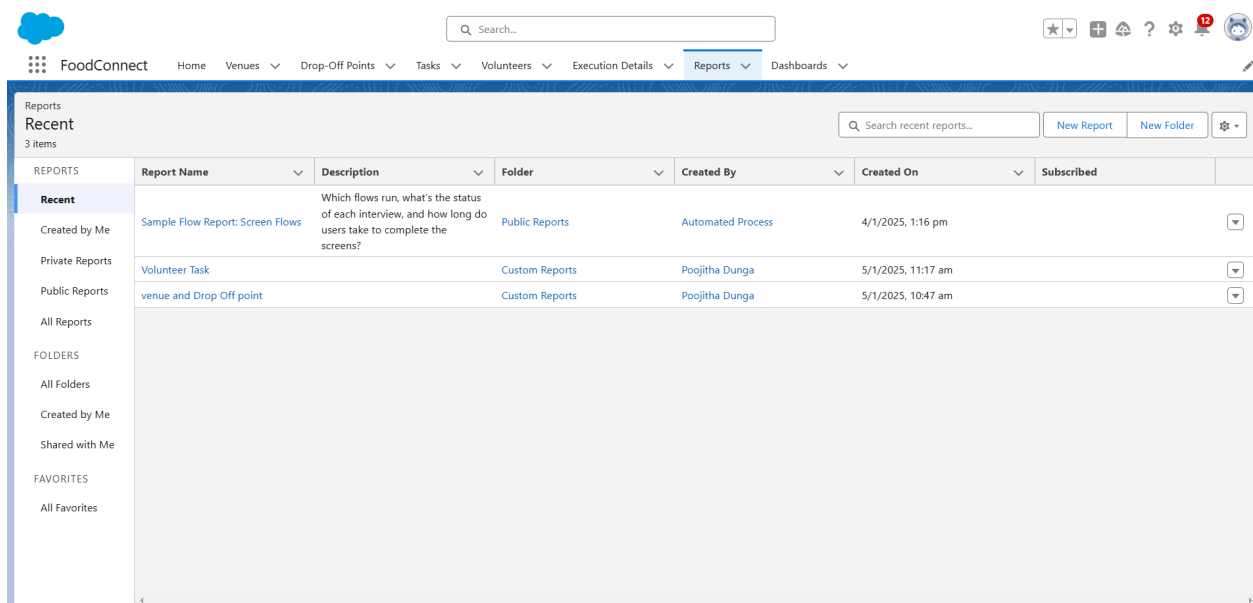 Search...
12
FoodConnect Home Venues Drop-Off Points Tasks Volunteers Execution Details Reports Dashboards
Reports
Recent
3 items
Search recent reports...
New Report
New Folder
REPORTS
Recent
Created by Me
Private Reports
Public Reports
All Reports
FOLDERS
All Folders
Created by Me
Shared with Me
FAVORITES
All Favorites
Report Name Description Folder Created By Created On Subscribed
Sample Flow Report: Screen Flows
Which flows run, what's the status
of each interview, and how long do
users take to complete the
screens?
Public Reports
Automated Process
4/1/2025, 1:16 pm
Volunteer Task Custom Reports Poojitha Dunga 5/1/2025, 11:17 am
venue and Drop Off point Custom Reports Poojitha Dunga 5/1/2025, 10:47 am